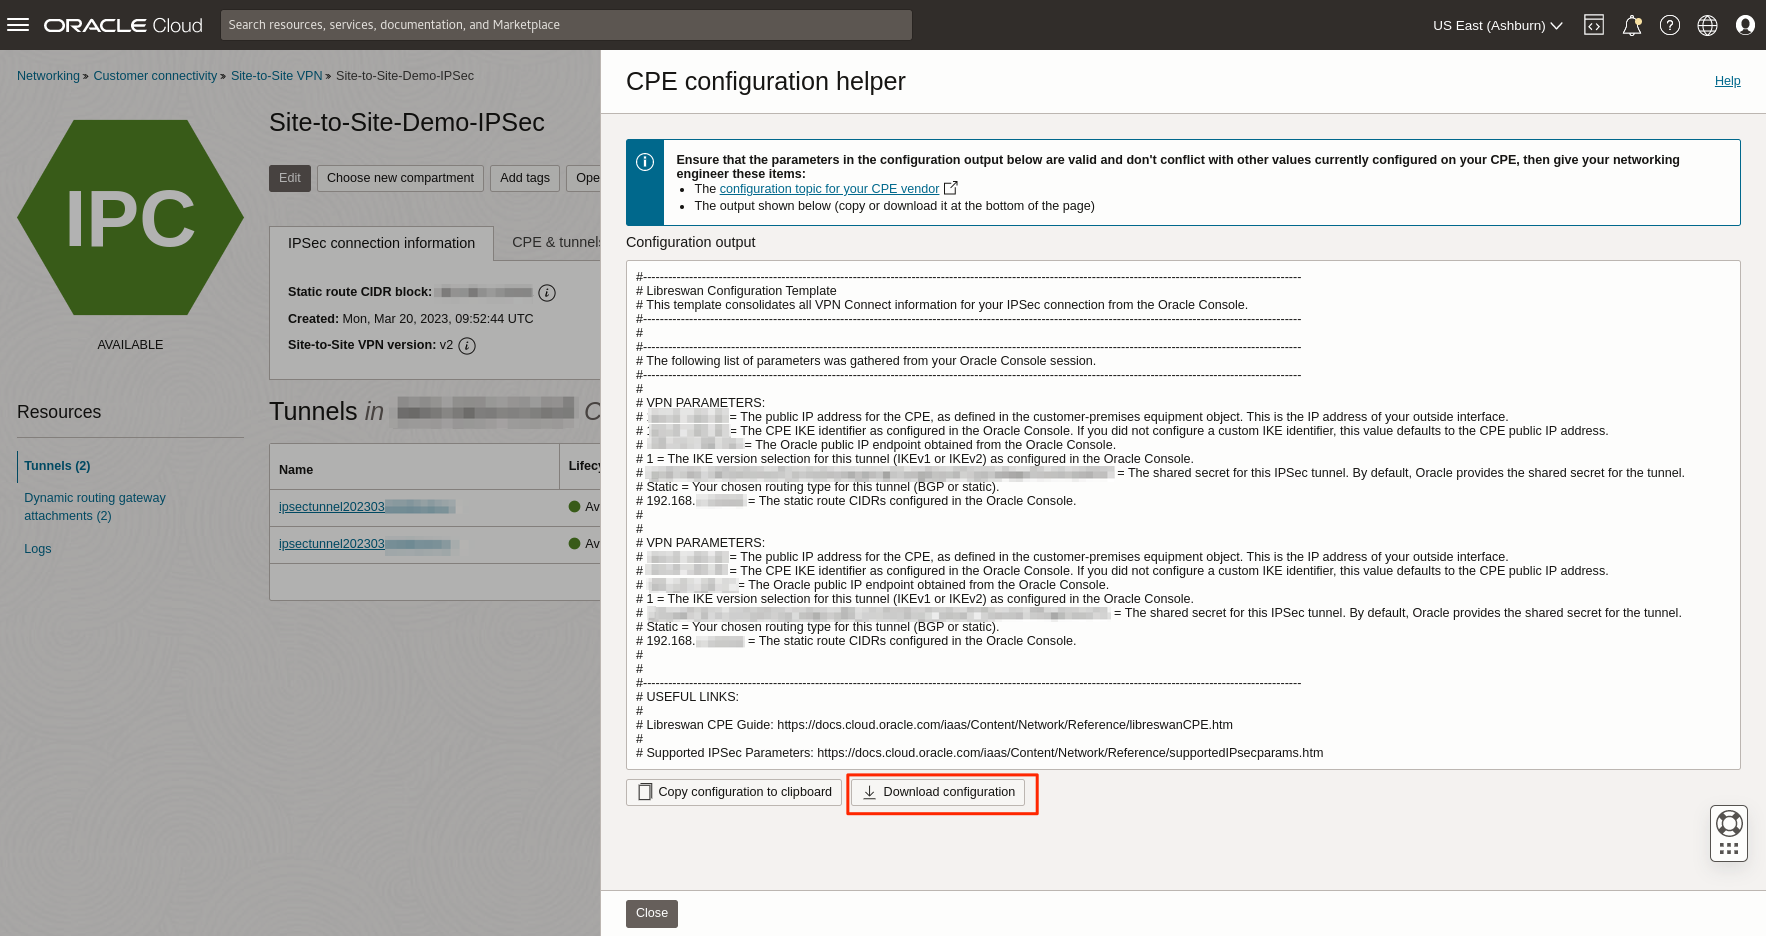 ORACLE Cloud
Search resources, services, documentation, and Marketplace
US East (Ashburn)
Networking » Customer connectivity » Site-to-Site VPN » Site-to-Site-Demo-IPSec
IPC
AVAILABLE
Site-to-Site-Demo-IPSec
Edit
Choose new compartment
Add tags
Ope
IPSec connection information
CPE & tunnels
Static route CIDR block:
Created: Mon, Mar 20, 2023, 09:52:44 UTC
Site-to-Site VPN version: v2
Resources
Tunnels (2)
Dynamic routing gateway
attachments (2)
Logs
Tunnels in C
Name
Lifecy
ipsectunnel202303
Av
ipsectunnel202303
Av
CPE configuration helper
Help
Ensure that the parameters in the configuration output below are valid and don't conflict with other values currently configured on your CPE, then give your networking
engineer these items:
• The configuration topic for your CPE vendor
• The output shown below (copy or download it at the bottom of the page)
Configuration output
#------------------------------------------------------------------------------------------------------------------------------------------------------
# Libreswan Configuration Template
# This template consolidates all VPN Connect information for your IPSec connection from the Oracle Console.
#------------------------------------------------------------------------------------------------------------------------------------------------------
#
#------------------------------------------------------------------------------------------------------------------------------------------------------
# The following list of parameters was gathered from your Oracle Console session.
#------------------------------------------------------------------------------------------------------------------------------------------------------
#
# VPN PARAMETERS:
# = The public IP address for the CPE, as defined in the customer-premises equipment object. This is the IP address of your outside interface.
# = The CPE IKE identifier as configured in the Oracle Console. If you did not configure a custom IKE identifier, this value defaults to the CPE public IP address.
# = The Oracle public IP endpoint obtained from the Oracle Console.
# 1 = The IKE version selection for this tunnel (IKEv1 or IKEv2) as configured in the Oracle Console.
# = The shared secret for this IPSec tunnel. By default, Oracle provides the shared secret for the tunnel.
# Static = Your chosen routing type for this tunnel (BGP or static).
# 192.168. = The static route CIDRs configured in the Oracle Console.
#
#
# VPN PARAMETERS:
# = The public IP address for the CPE, as defined in the customer-premises equipment object. This is the IP address of your outside interface.
# = The CPE IKE identifier as configured in the Oracle Console. If you did not configure a custom IKE identifier, this value defaults to the CPE public IP address.
# = The Oracle public IP endpoint obtained from the Oracle Console.
# 1 = The IKE version selection for this tunnel (IKEv1 or IKEv2) as configured in the Oracle Console.
# = The shared secret for this IPSec tunnel. By default, Oracle provides the shared secret for the tunnel.
# Static = Your chosen routing type for this tunnel (BGP or static).
# 192.168. = The static route CIDRs configured in the Oracle Console.
#
#
#------------------------------------------------------------------------------------------------------------------------------------------------------
# USEFUL LINKS:
#
# Libreswan CPE Guide: https://docs.cloud.oracle.com/iaas/Content/Network/Reference/libreswanCPE.htm
#
# Supported IPSec Parameters: https://docs.cloud.oracle.com/iaas/Content/Network/Reference/supportedIPsecparams.htm
Copy configuration to clipboard
Download configuration
Close